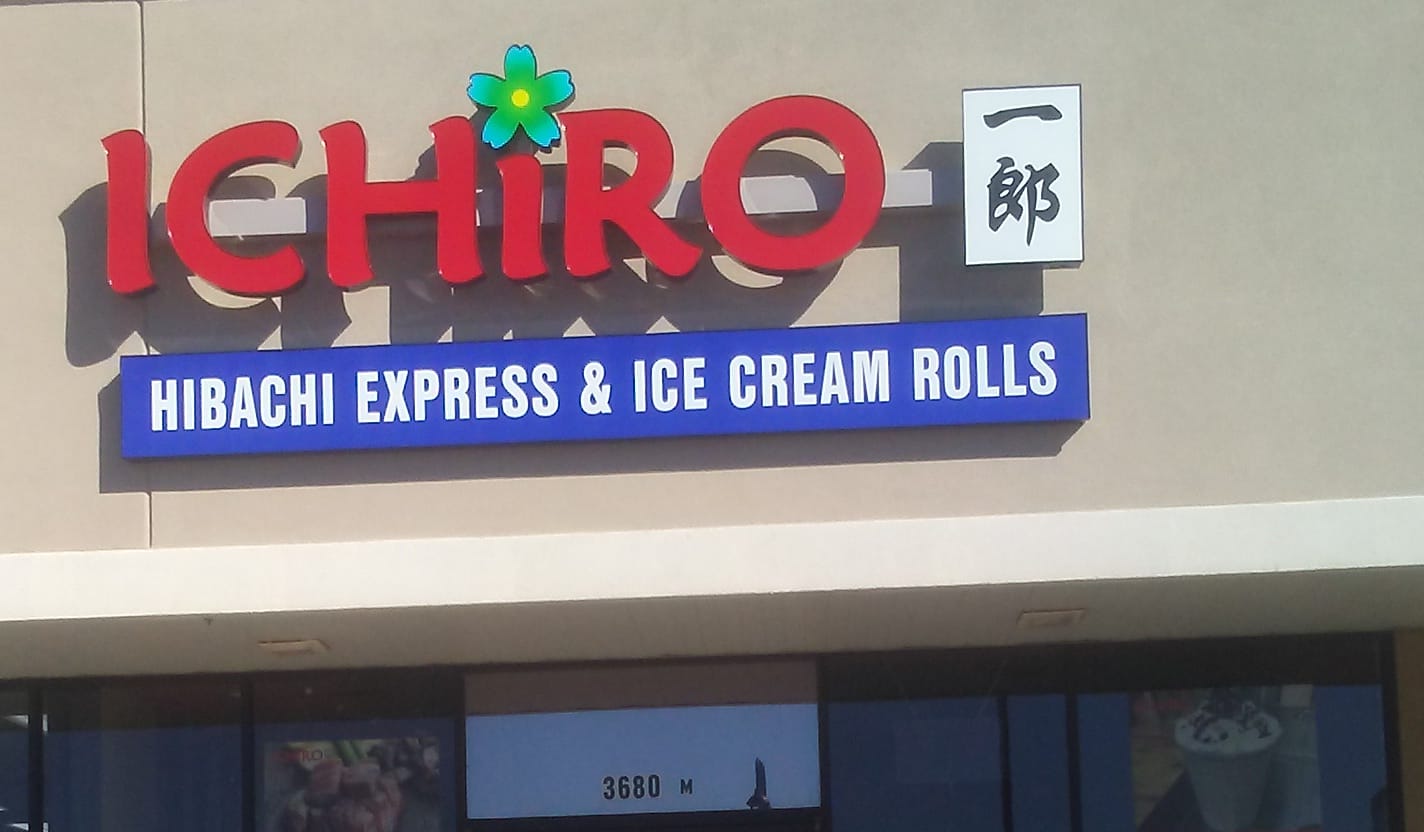 ICHiRO
一
郎
HIBACHI EXPRESS & ICE CREAM ROLLS
3680 M